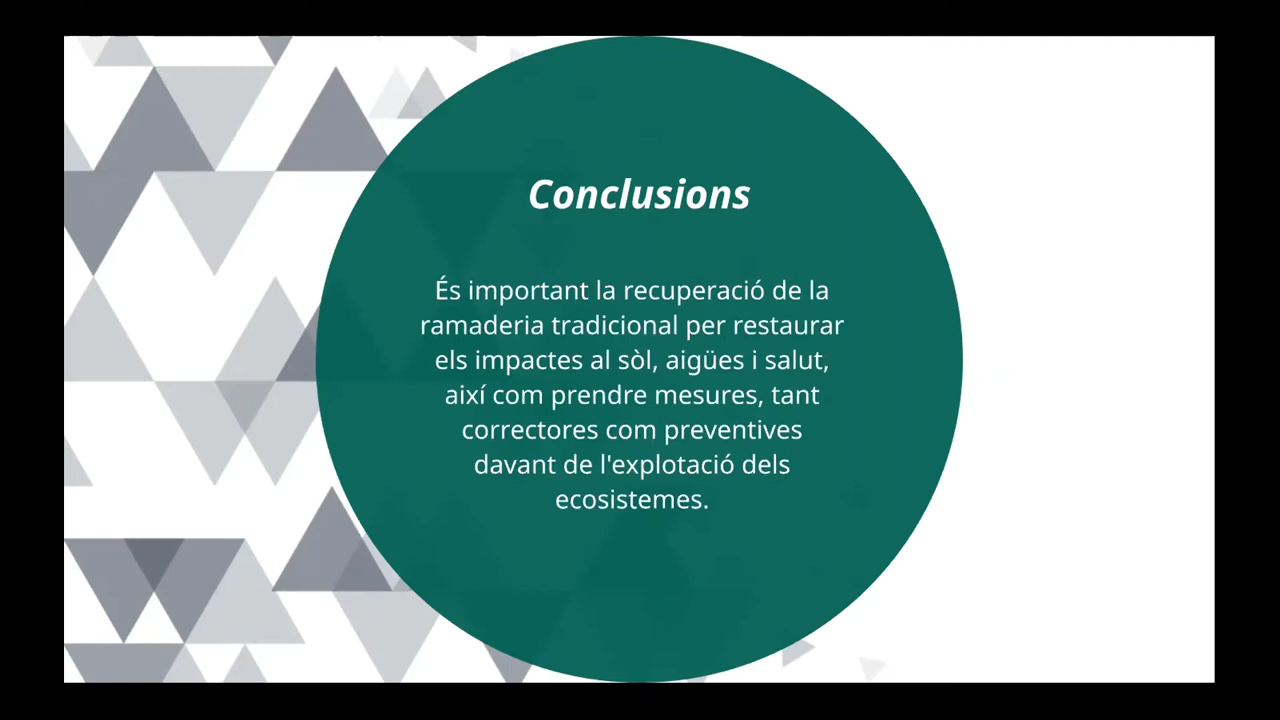 Conclusions
És important la recuperació de la
ramaderia tradicional per restaurar
els impactes al sòl, aigües i salut,
així com prendre mesures, tant
correctores com preventives
davant de l'explotació dels
ecosistemes.